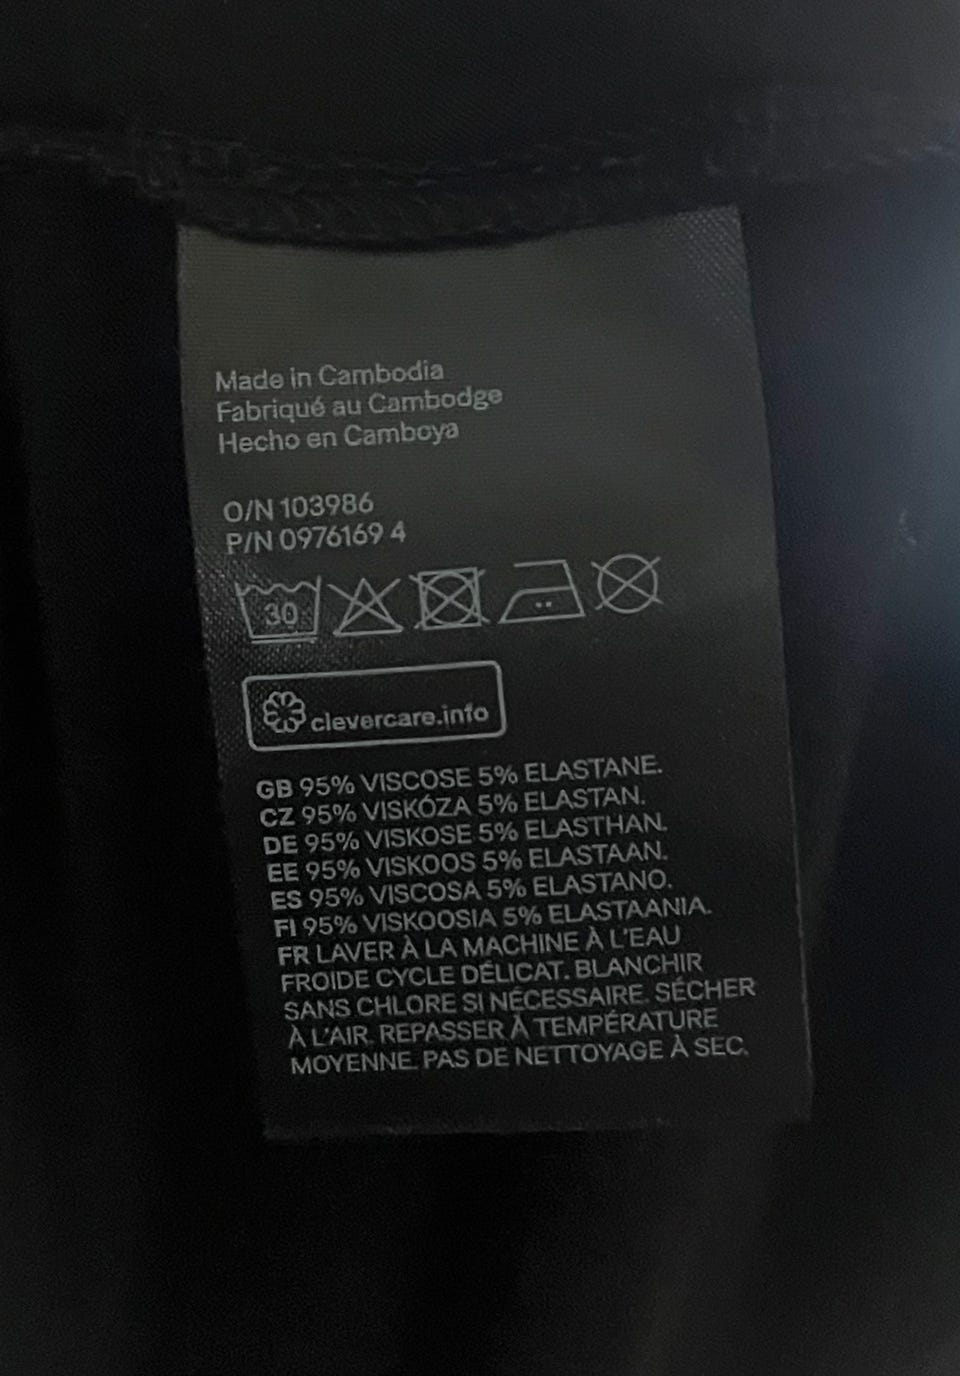 Made in Cambodia
Fabriqué au Cambodge
Hecho en Camboya
O/N 103986
P/N 0976169 4
30
clevercare.info
GB 95% VISCOSE 5% ELASTANE.
CZ 95% VISKÓZA 5% ELASTAN.
DE 95% VISKOSE 5% ELASTHAN.
EE 95% VISKOOS 5% ELASTAAN.
ES 95% VISCOSA 5% ELASTANO.
FI 95% VISKOOSIA 5% ELASTAANIA.
FR LAVER À LA MACHINE À L'EAU
FROIDE CYCLE DÉLICAT. BLANCHIR
SANS CHLORE SI NÉCESSAIRE. SÉCHER
À L'AIR. REPASSER À TEMPÉRATURE
MOYENNE. PAS DE NETTOYAGE À SEC.